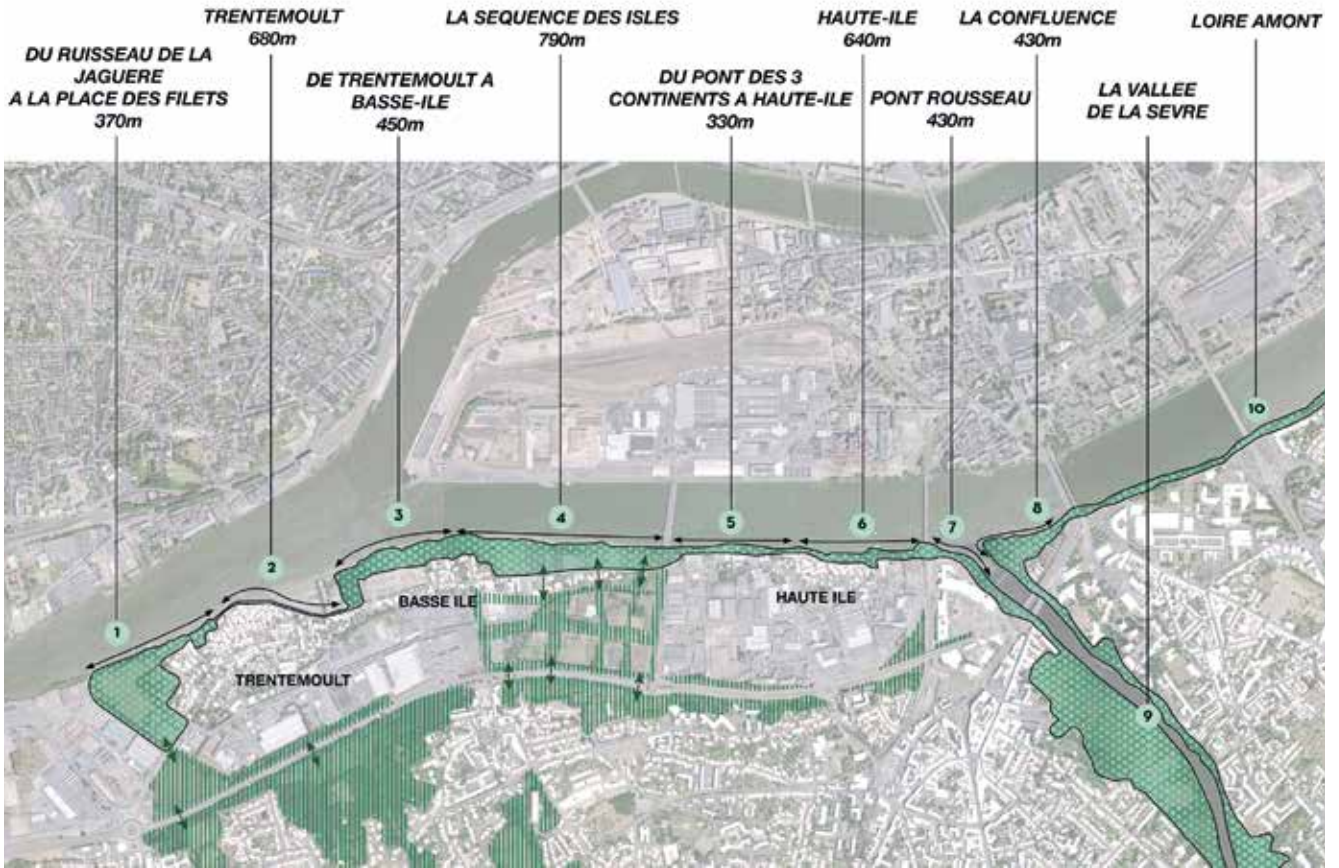 TRENTEMOULT
680m
LA SEQUENCE DES ISLES
790m
HAUTE-ILE
640m
LA CONFLUENCE
430m
LOIRE AMONT
DU RUISSEAU DE LA
JAGUERE
A LA PLACE DES FILETS
370m
DE TRENTEMOULT A
BASSE-ILE
450m
DU PONT DES 3
CONTINENTS A HAUTE-ILE
330m
PONT ROUSSEAU
430m
LA VALLEE
DE LA SEVRE
10
3
4
5
6
7
8
2
1
BASSE ILE
HAUTE ILE
TRENTEMOULT
9